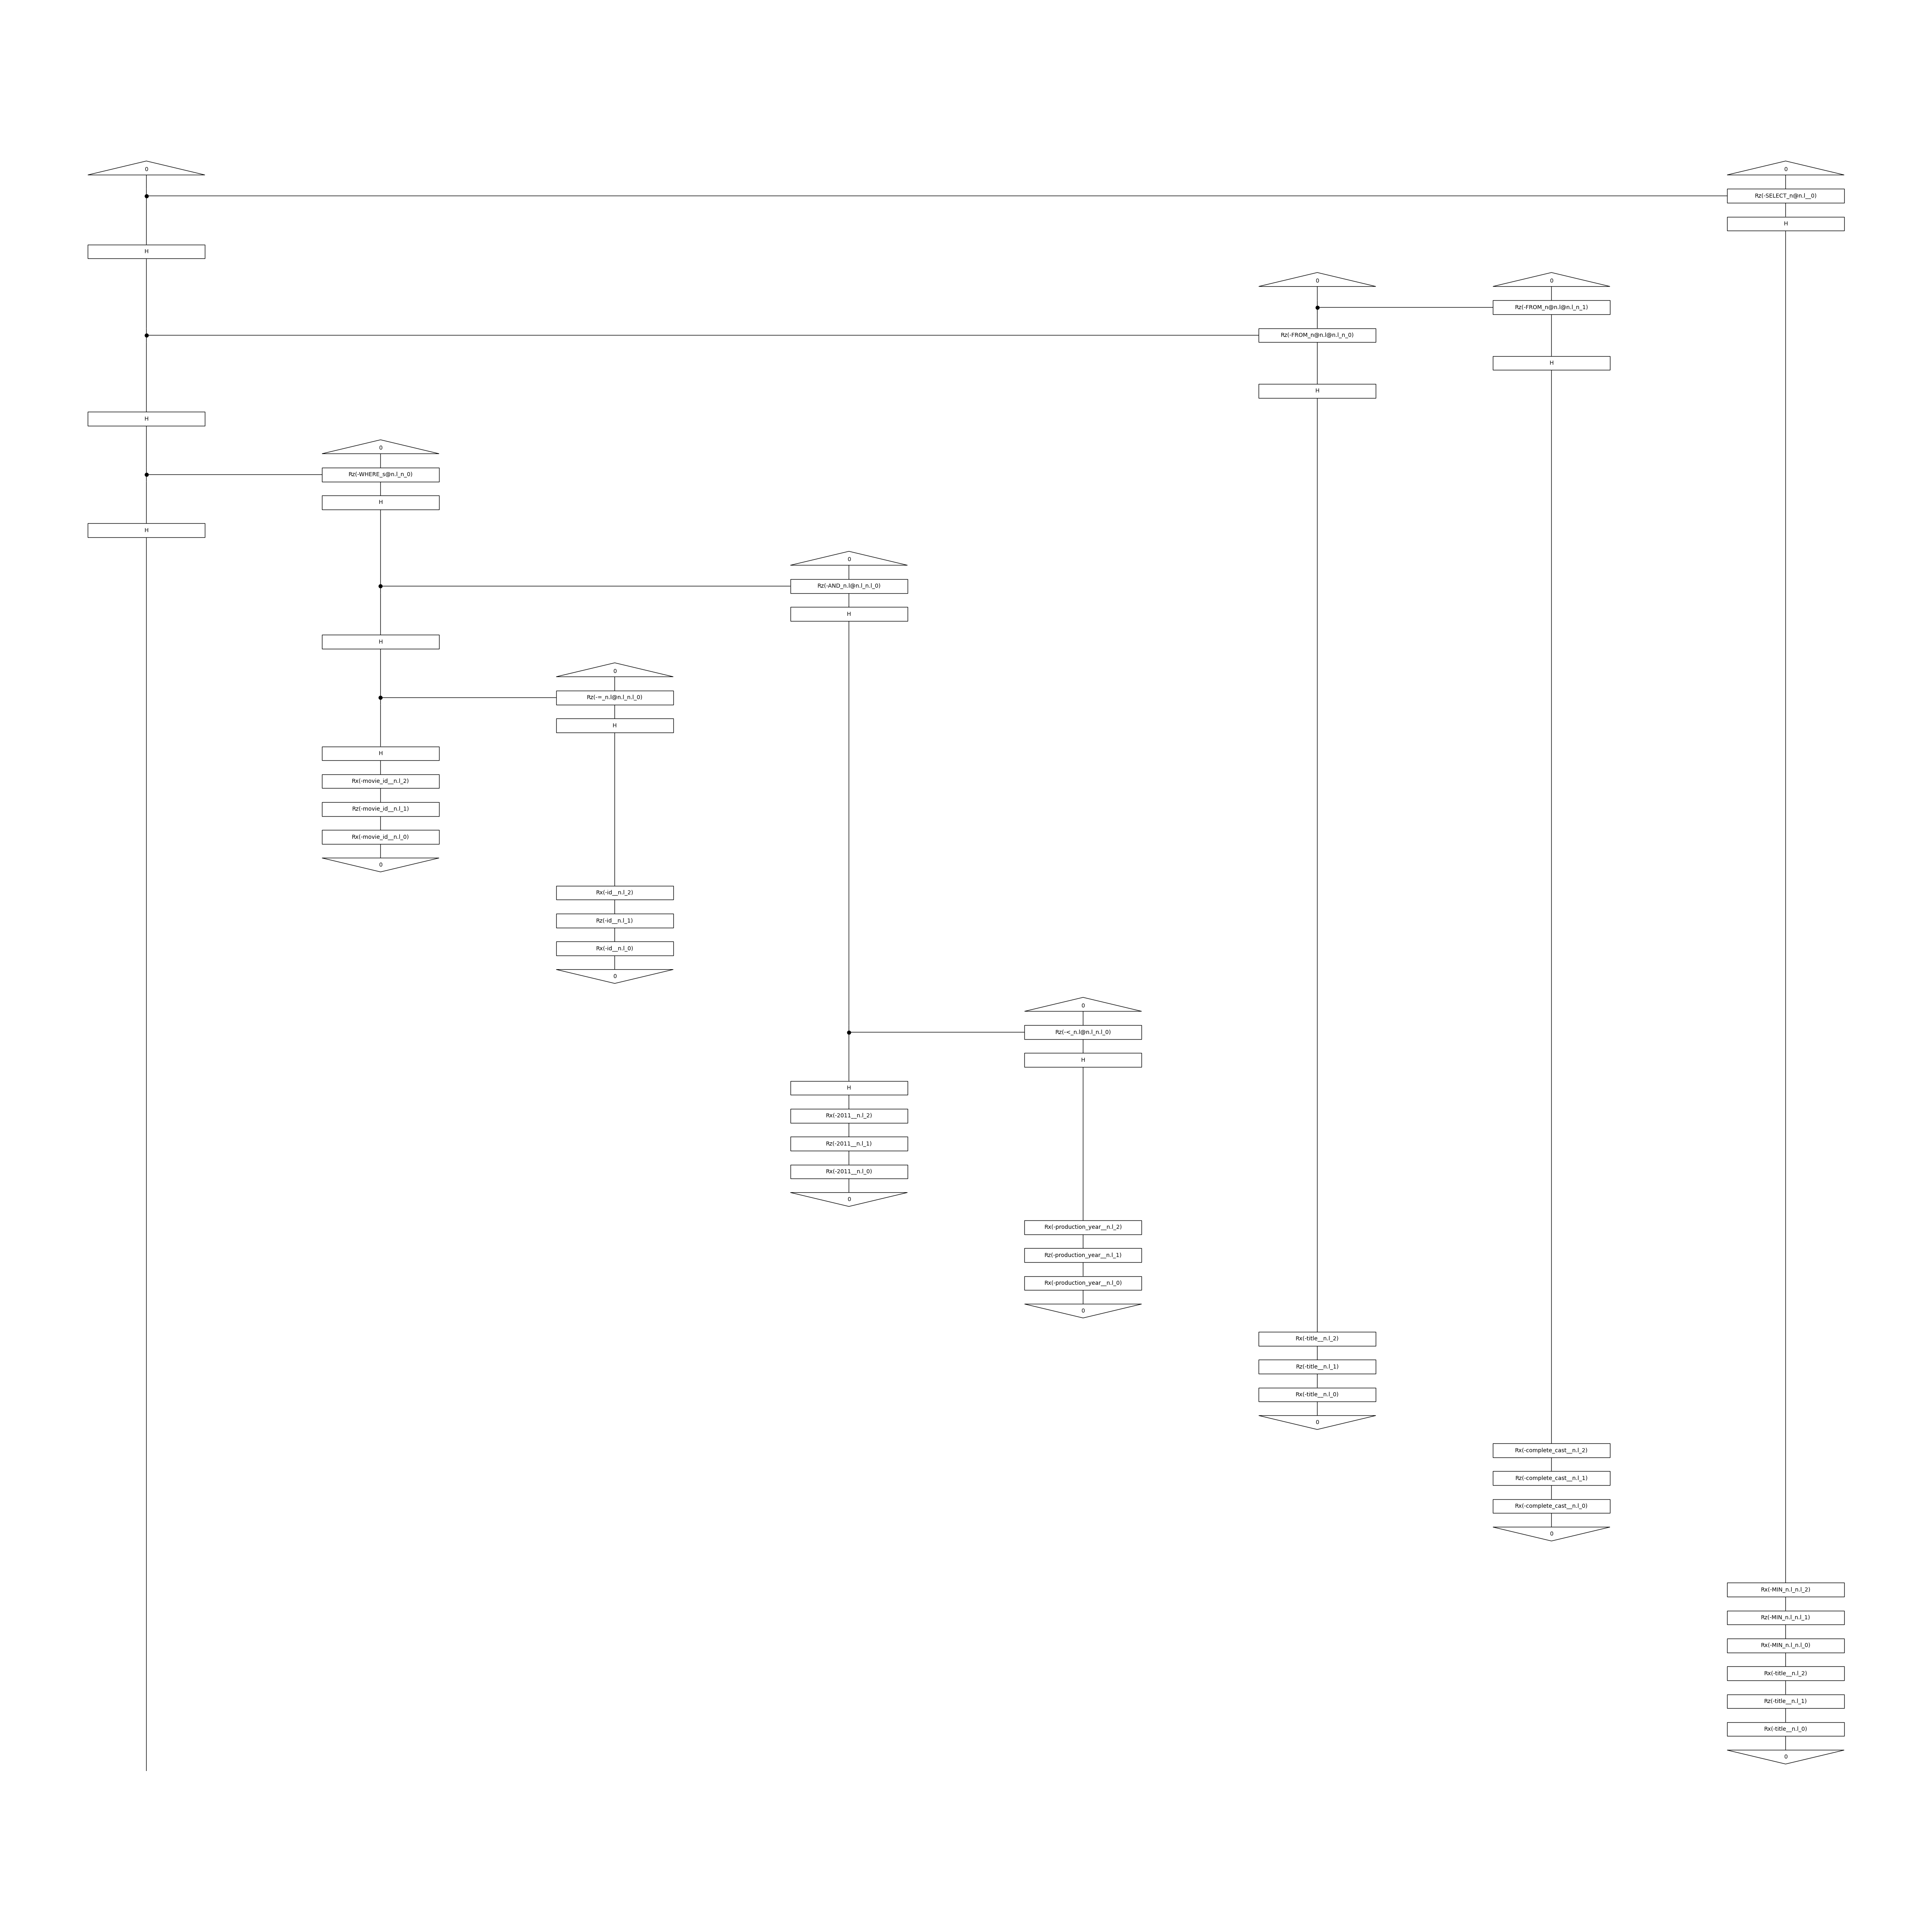 0
0
Rz(-SELECT_n@n.l__0)
H
H
0
0
Rz(-FROM_n@n.l@n.l_n_1)
Rz(-FROM_n@n.l@n.l_n_0)
H
H
H
0
Rz(-WHERE_s@n.l_n_0)
H
H
0
Rz(-AND_n.l@n.l_n.l_0)
H
H
0
Rz(-=_n.l@n.l_n.l_0)
H
H
Rx(-movie_id__n.l_2)
Rz(-movie_id__n.l_1)
Rx(-movie_id__n.l_0)
0
Rx(-id__n.l_2)
Rz(-id__n.l_1)
Rx(-id__n.l_0)
0
0
Rz(-<_n.l@n.l_n.l_0)
H
H
Rx(-2011__n.l_2)
Rz(-2011__n.l_1)
Rx(-2011__n.l_0)
0
Rx(-production_year__n.l_2)
Rz(-production_year__n.l_1)
Rx(-production_year__n.l_0)
0
Rx(-title__n.l_2)
Rz(-title__n.l_1)
Rx(-title__n.l_0)
0
Rx(-complete_cast__n.l_2)
Rz(-complete_cast__n.l_1)
Rx(-complete_cast__n.l_0)
0
Rx(-MIN_n.l_n.l_2)
Rz(-MIN_n.l_n.l_1)
Rx(-MIN_n.l_n.l_0)
Rx(-title__n.l_2)
Rz(-title__n.l_1)
Rx(-title__n.l_0)
0